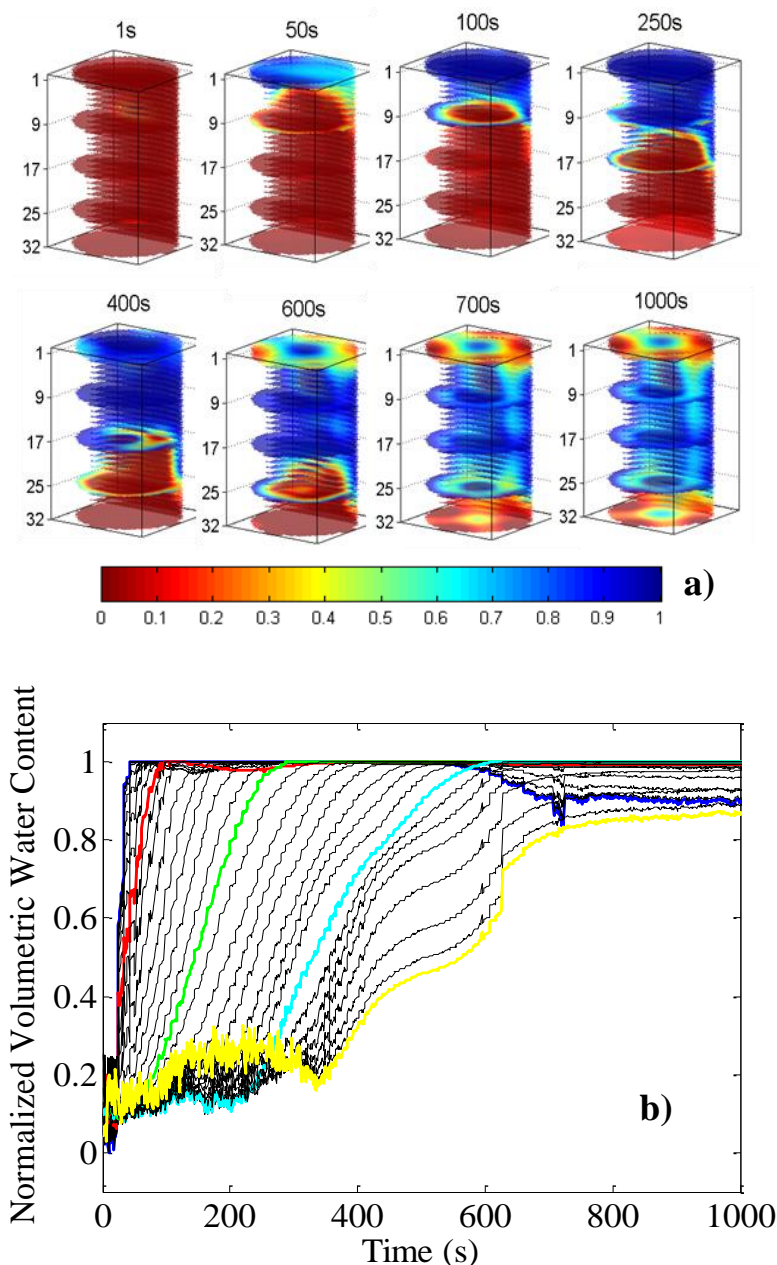 1s 50s 100s 250s
1 1 1 1
9 9 9 9
17 17 17 17
25 25 25 25
32 32 32 32
400s 600s 700s 1000s
1 1 1 1
9 9 9 9
17 17 17 17
25 25 25 25
32 32 32 32
a)
0 0.1 0.2 0.3 0.4 0.5 0.6 0.7 0.8 0.9 1
Normalized Volumetric Water Content
1
0.8
0.6
0.4
0.2
0
b)
0 200 400 600 800 1000
Time (s)